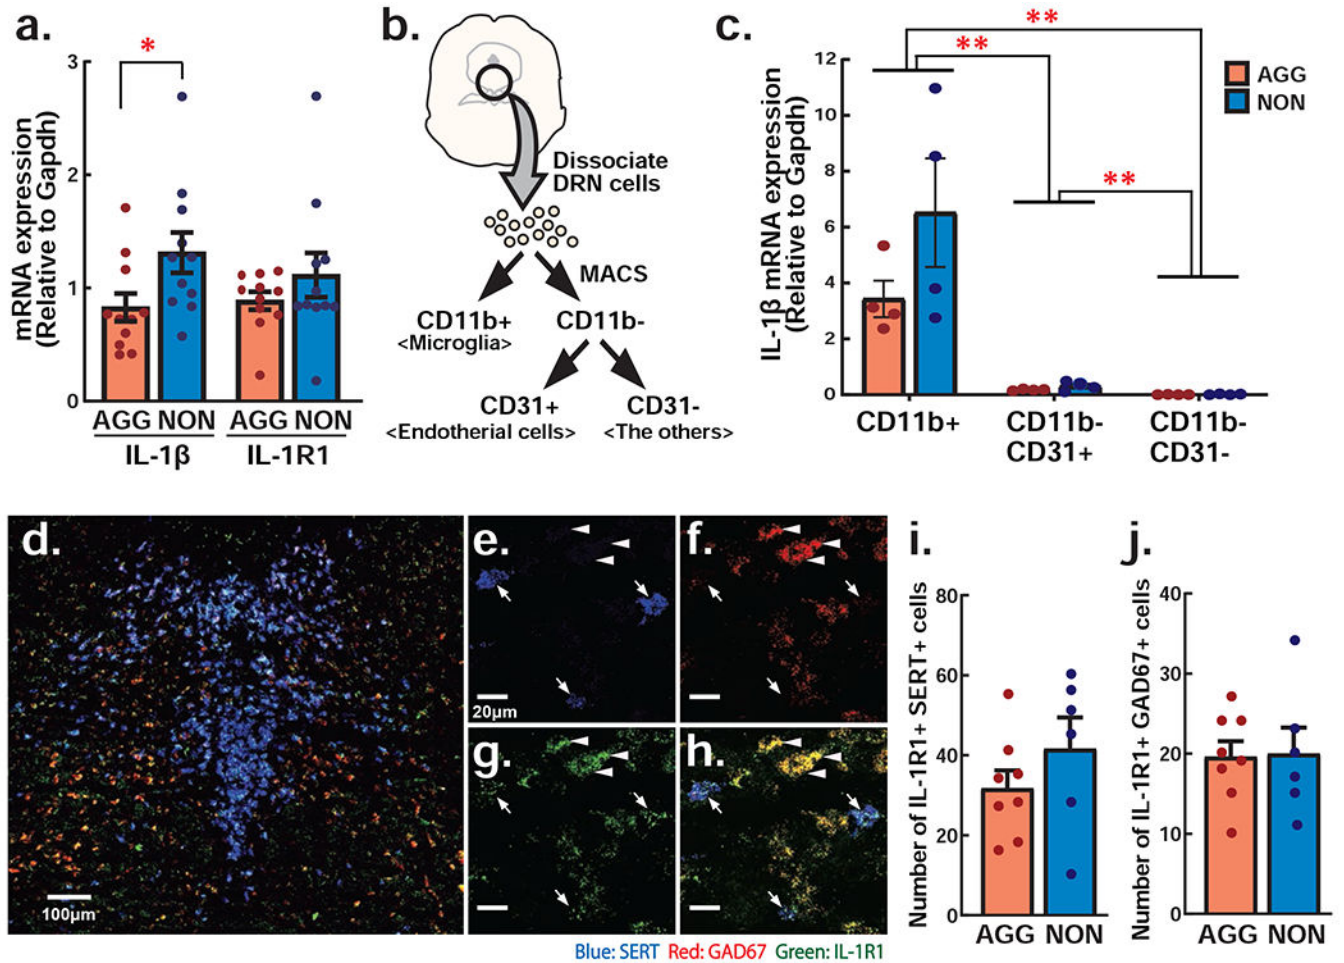 a.
*
3
2
1
0
mRNA expression
(Relative to Gapdh)
AGG NON AGG NON
IL-1β IL-1R1
b.
Dissociate
DRN cells
MACS
CD11b+ CD11b-
<Microglia>
CD31+ CD31-
<Endotherial cells> <The others>
c.
**
**
**
12
10
8
6
4
2
0
IL-1β mRNA expression
(Relative to Gapdh)
AGG
NON
CD11b+ CD11b- CD11b-
CD31+ CD31-
d.
100μm
e.
20μm
f.
g.
h.
Blue: SERT Red: GAD67 Green: IL-1R1
i.
Number of IL-1R1+ SERT+ cells
80
60
40
20
0
AGG NON
j.
Number of IL-1R1+ GAD67+ cells
40
30
20
10
0
AGG NON